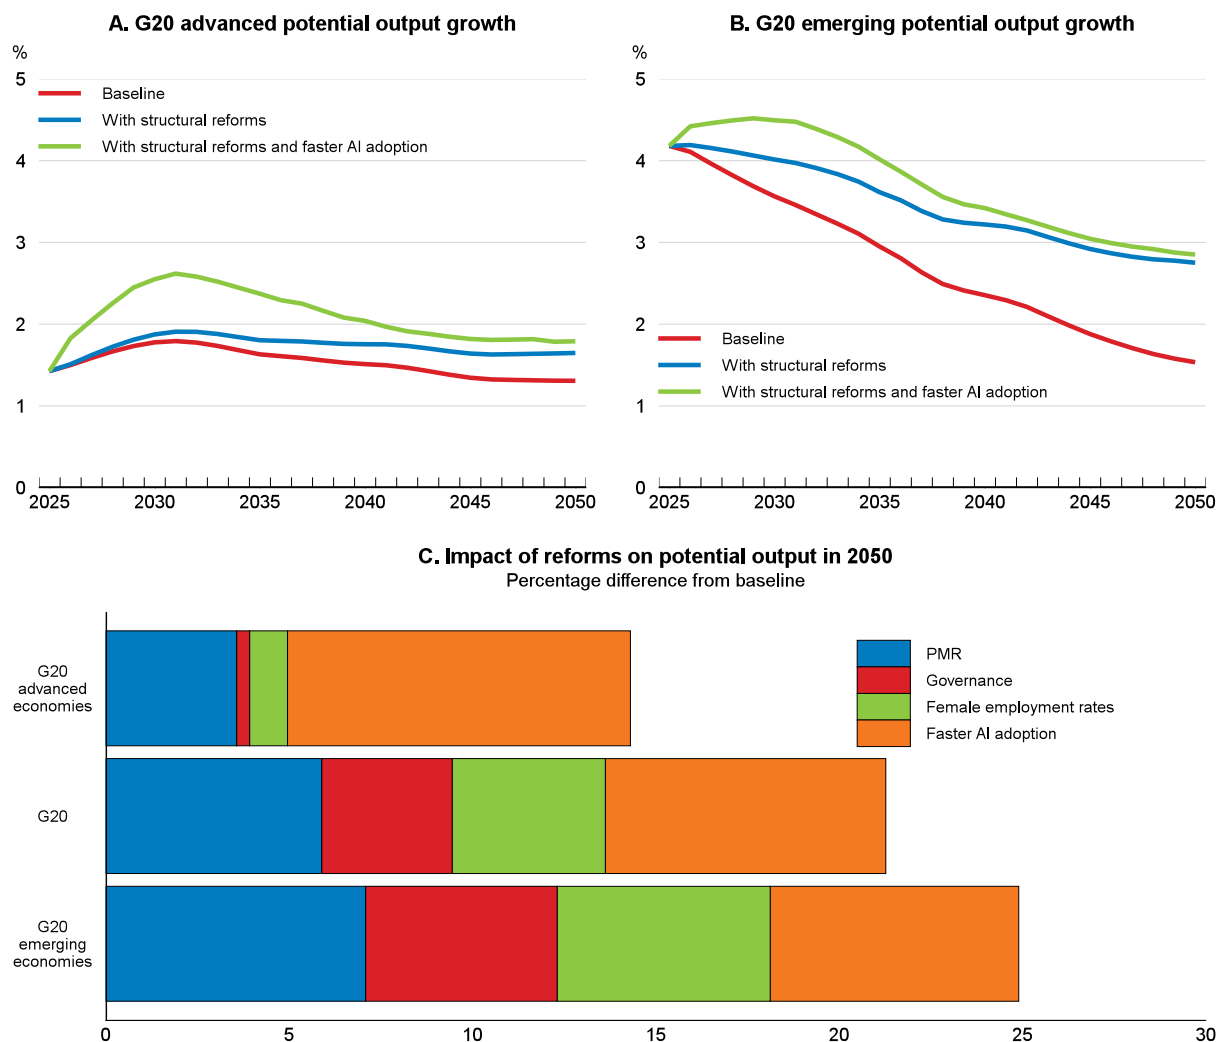 A. G20 advanced potential output growth
%
5
4
3
2
1
0
Baseline
With structural reforms
With structural reforms and faster AI adoption
2025 2030 2035 2040 2045 2050
B. G20 emerging potential output growth
%
5
4
3
2
1
0
Baseline
With structural reforms
With structural reforms and faster AI adoption
2025 2030 2035 2040 2045 2050
C. Impact of reforms on potential output in 2050
Percentage difference from baseline
G20
advanced
economies
G20
G20
emerging
economies
PMR
Governance
Female employment rates
Faster AI adoption
0 5 10 15 20 25 30